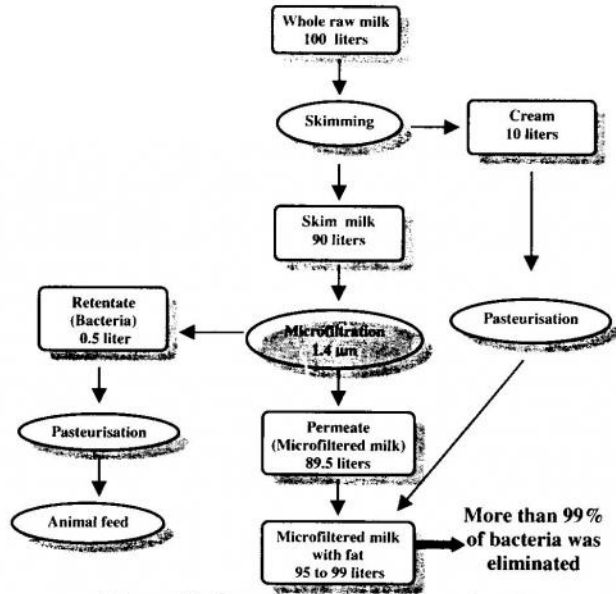 Whole raw milk
100 liters
Skimming
Cream
10 liters
Skim milk
90 liters
Retentate
(Bacteria)
0.5 liter
Microfiltration
1.4 µm
Pasteurisation
Pasteurisation
Permeate
(Microfiltered milk)
89.5 liters
Animal feed
Microfiltered milk
with fat
95 to 99 liters
More than 99%
of bacteria was
eliminated